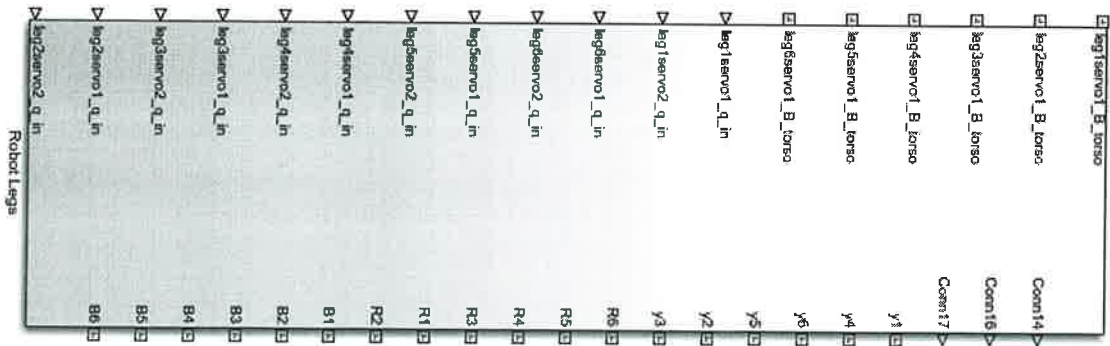 leg1servo1_B_torso
leg2servo1_B_torso
leg3servo1_B_torso
leg4servo1_B_torso
leg5servo1_B_torso
leg6servo1_B_torso
leg1servo1_q_in
leg1servo2_q_in
leg6servo1_q_in
leg6servo2_q_in
leg5servo1_q_in
leg5servo2_q_in
leg4servo1_q_in
leg4servo2_q_in
leg3servo1_q_in
leg3servo2_q_in
leg2servo1_q_in
leg2servo2_q_in
Conn14
Conn16
Conn17
y1
y4
y6
y5
y2
y3
R6
R5
R4
R3
R1
R2
B1
B2
B3
B4
B5
B6
Robot Legs